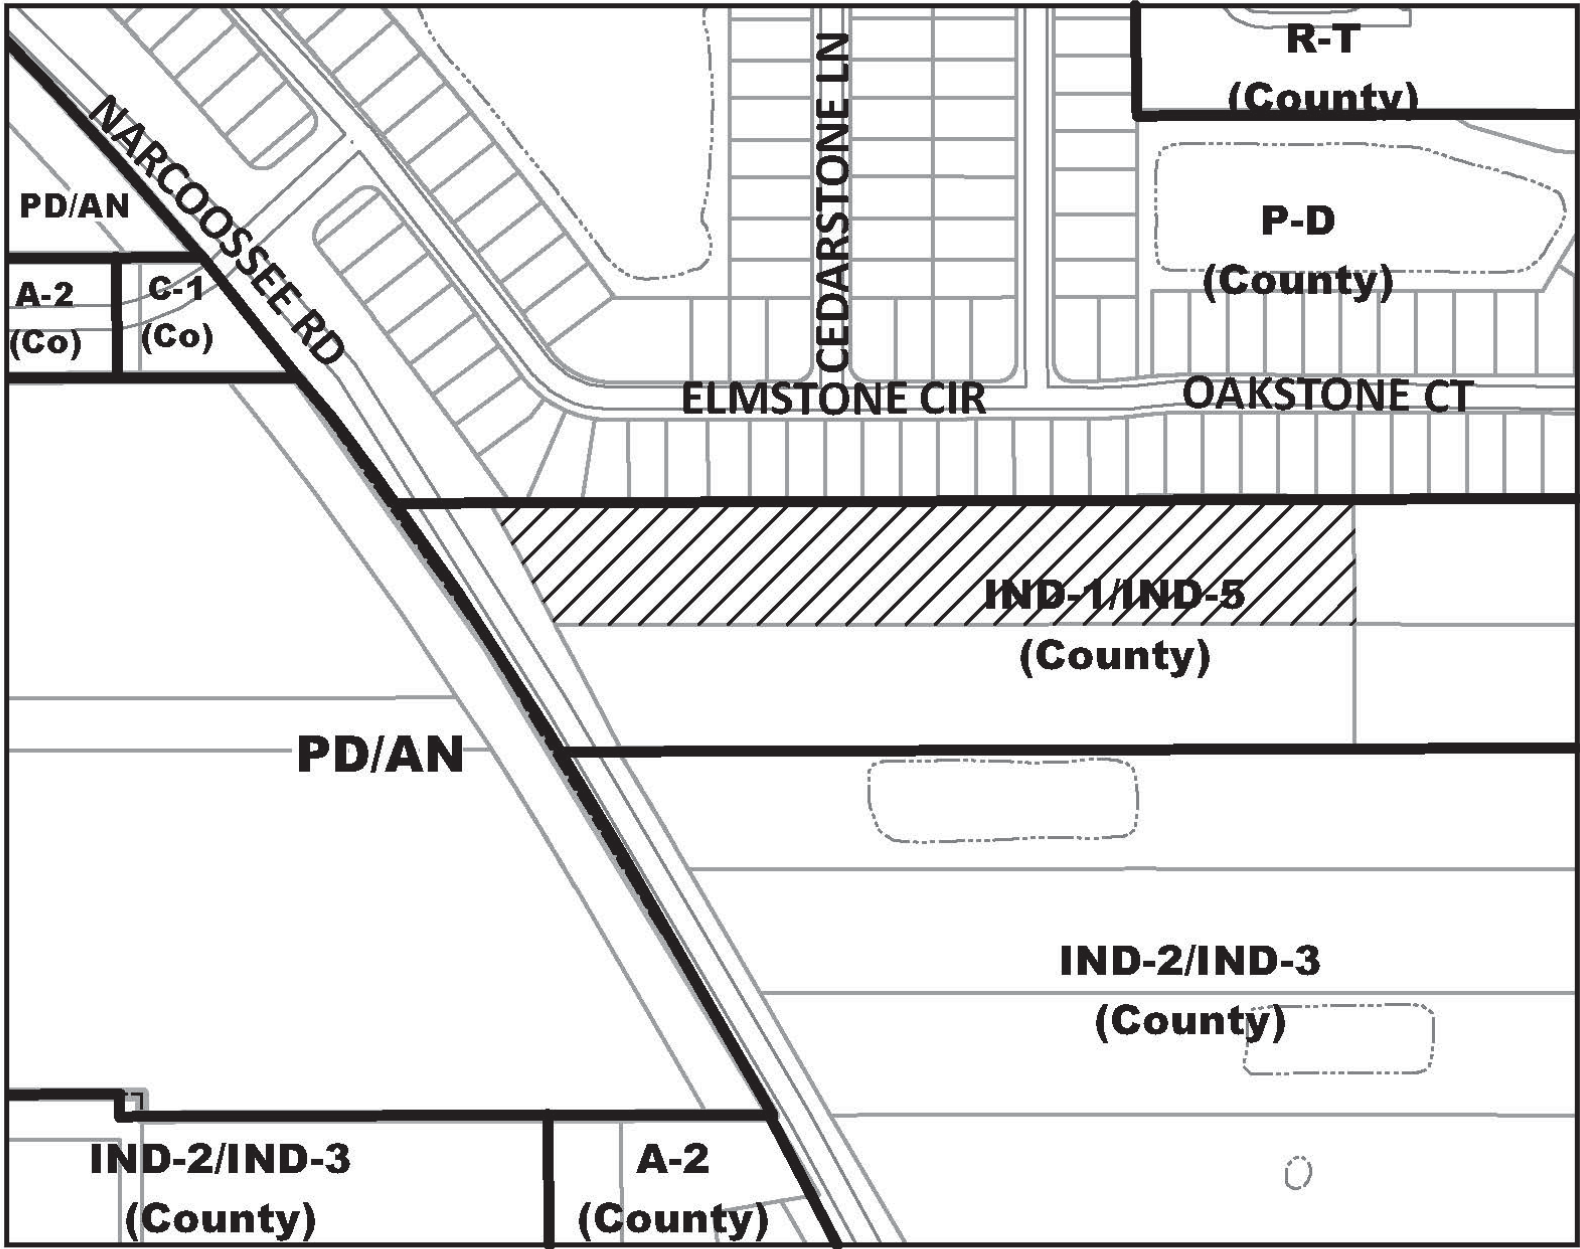 R-T
(County)
NARCOOSSEE RD
CEDARSTONE LN
PD/AN
P-D
(County)
A-2
(Co)
C-1
(Co)
ELMSTONE CIR
OAKSTONE CT
IND-1/IND-5
(County)
PD/AN
IND-2/IND-3
(County)
IND-2/IND-3
(County)
A-2
(County)